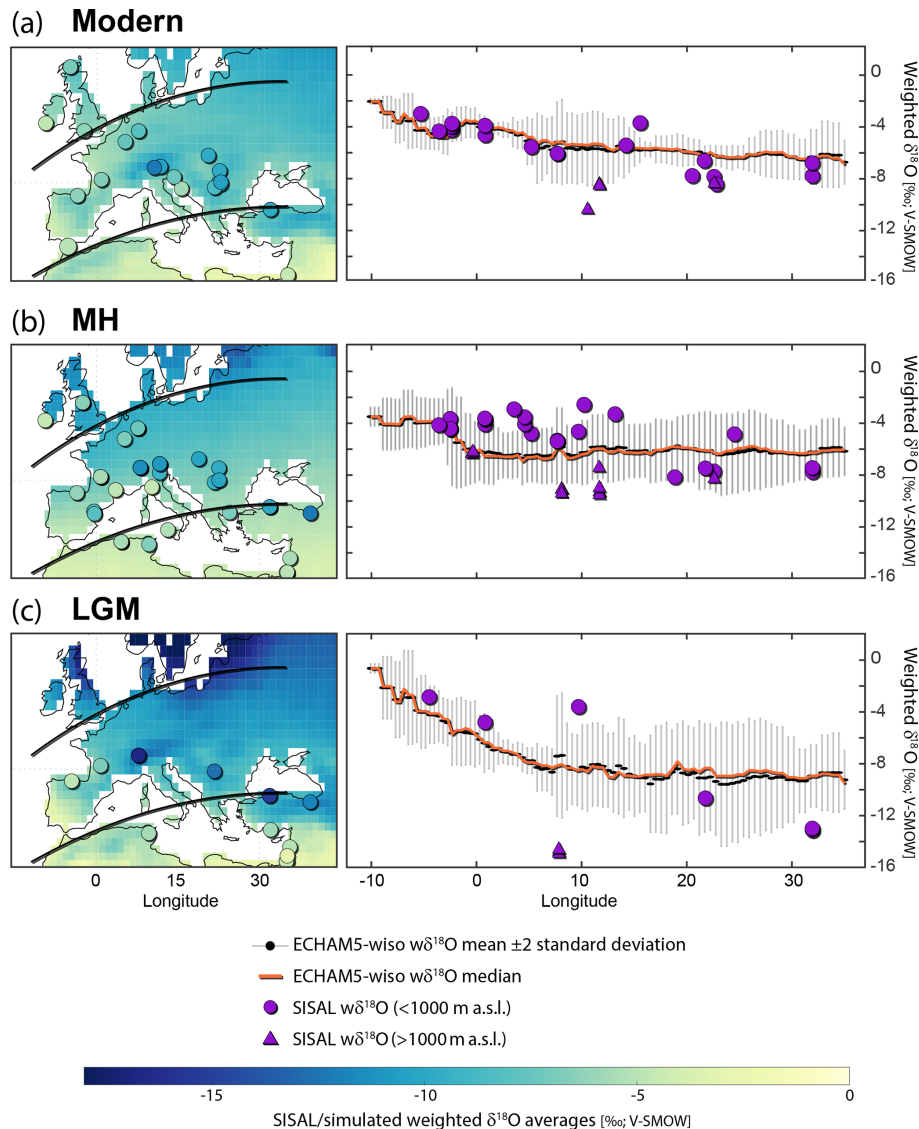 (a) Modern
0
-4
-8
-12
-16
Weighted δ18O [‰; V-SMOW]
(b) MH
0
-4
-8
-12
-16
Weighted δ18O [‰; V-SMOW]
(c) LGM
0
-4
-8
-12
-16
Weighted δ18O [‰; V-SMOW]
0 15 30
Longitude
-10 0 10 20 30
Longitude
ECHAM5-wiso wδ18O mean ±2 standard deviation
ECHAM5-wiso wδ18O median
SISAL wδ18O (<1000 m a.s.l.)
SISAL wδ18O (>1000 m a.s.l.)
-15 -10 -5 0
SISAL/simulated weighted δ18O averages [‰; V-SMOW]